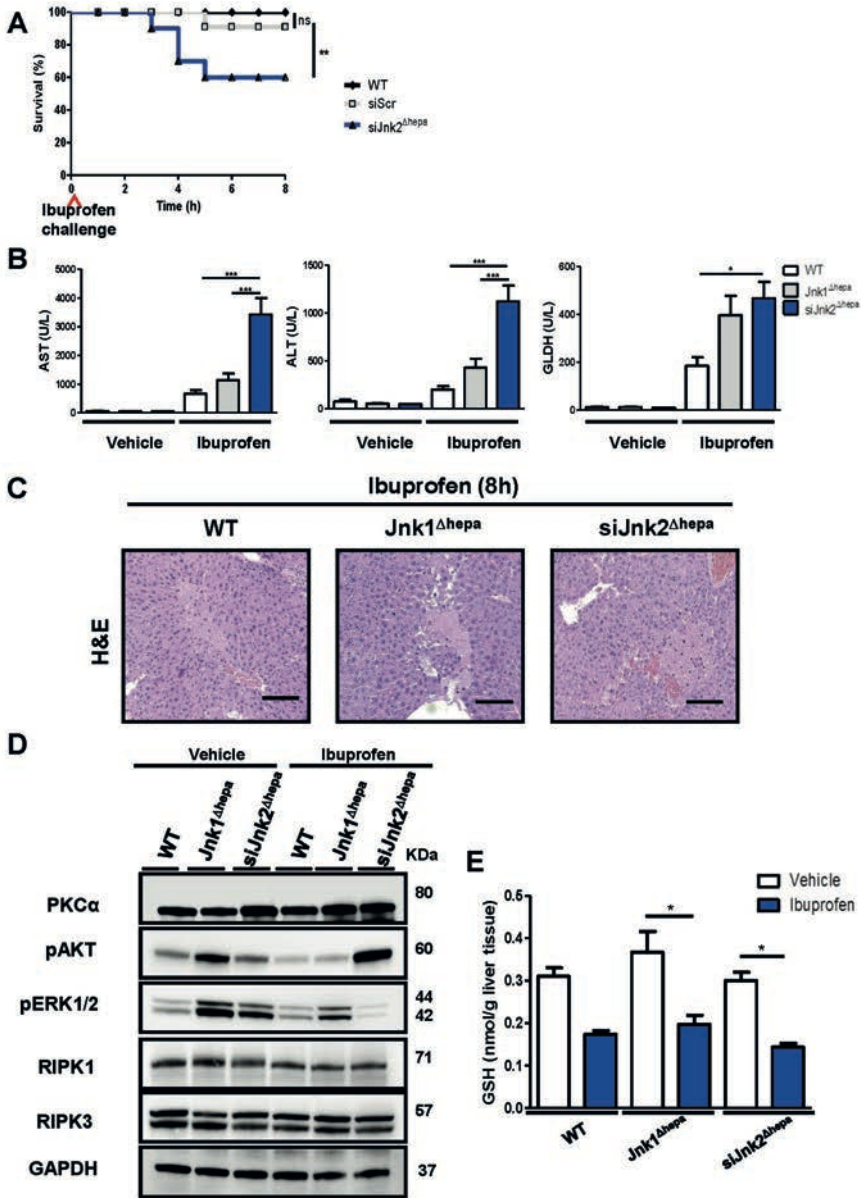 A
100
80
60
40
20
0
Survival (%)
0 2 4 6 8
Time (h)
Ibuprofen
challenge
ns
**
WT
siScr
siJnk2Δhepa
B
5000
4000
3000
2000
1000
0
AST (U/L)
***
***
Vehicle Ibuprofen
1500
1000
500
0
ALT (U/L)
***
***
Vehicle Ibuprofen
600
400
200
0
GLDH (U/L)
*
Vehicle Ibuprofen
WT
Jnk1Δhepa
siJnk2Δhepa
C
Ibuprofen (8h)
WT Jnk1Δhepa siJnk2Δhepa
H&E
D
Vehicle Ibuprofen
WT Jnk1Δhepa siJnk2Δhepa WT Jnk1Δhepa siJnk2Δhepa
KDa
PKCα 80
pAKT 60
pERK1/2 44
42
RIPK1 71
RIPK3 57
GAPDH 37
E
Vehicle
Ibuprofen
0.5
0.4
0.3
0.2
0.1
0.0
GSH (nmol/g liver tissue)
*
*
WT Jnk1Δhepa siJnk2Δhepa